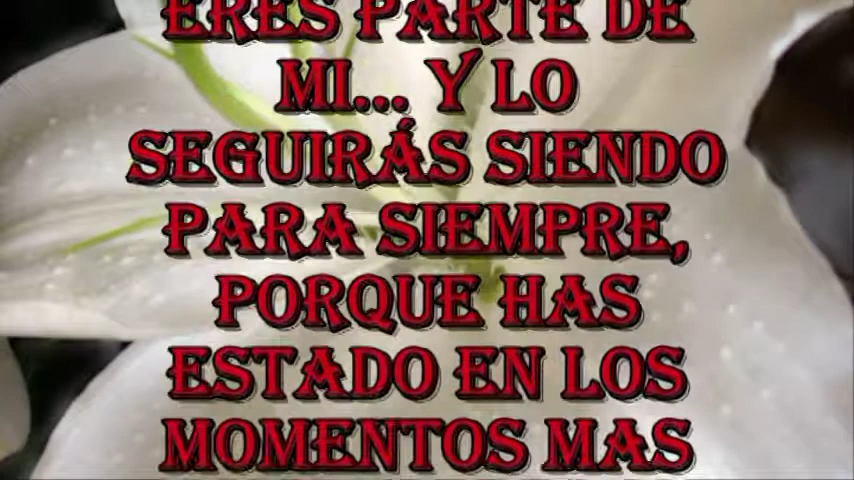 ERES PARTE DE
MI... Y LO
SEGUIRÁS SIENDO
PARA SIEMPRE,
PORQUE HAS
ESTADO EN LOS
MOMENTOS MAS